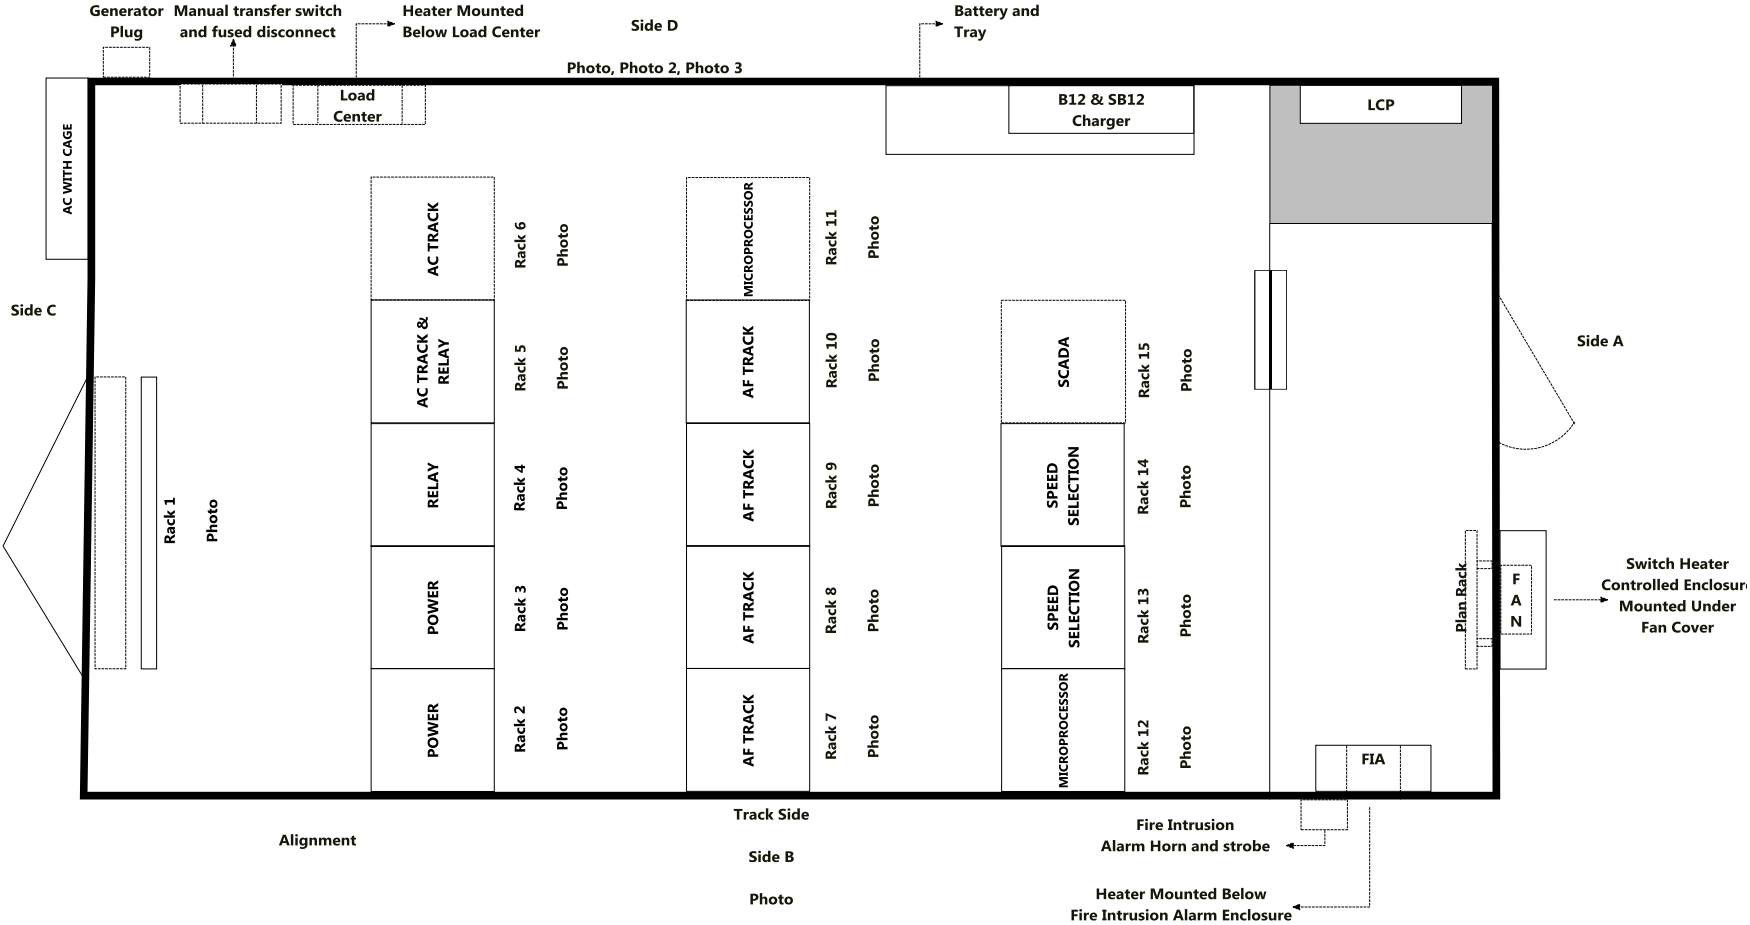 Generator
Plug
Manual transfer switch
and fused disconnect
Heater Mounted
Below Load Center
Side D
Photo, Photo 2, Photo 3
Battery and
Tray
AC WITH CAGE
Load
Center
B12 & SB12
Charger
LCP
Side C
Side A
AC TRACK
Rack 6
Photo
MICROPROCESSOR
Rack 11
Photo
AC TRACK &
RELAY
Rack 5
Photo
AF TRACK
Rack 10
Photo
SCADA
Rack 15
Photo
Rack 1
Photo
RELAY
Rack 4
Photo
AF TRACK
Rack 9
Photo
SPEED
SELECTION
Rack 14
Photo
POWER
Rack 3
Photo
AF TRACK
Rack 8
Photo
SPEED
SELECTION
Rack 13
Photo
Plan Rack
F
A
N
Switch Heater
Controlled Enclosure
Mounted Under
Fan Cover
POWER
Rack 2
Photo
AF TRACK
Rack 7
Photo
MICROPROCESSOR
Rack 12
Photo
FIA
Track Side
Alignment
Side B
Photo
Fire Intrusion
Alarm Horn and strobe
Heater Mounted Below
Fire Intrusion Alarm Enclosure